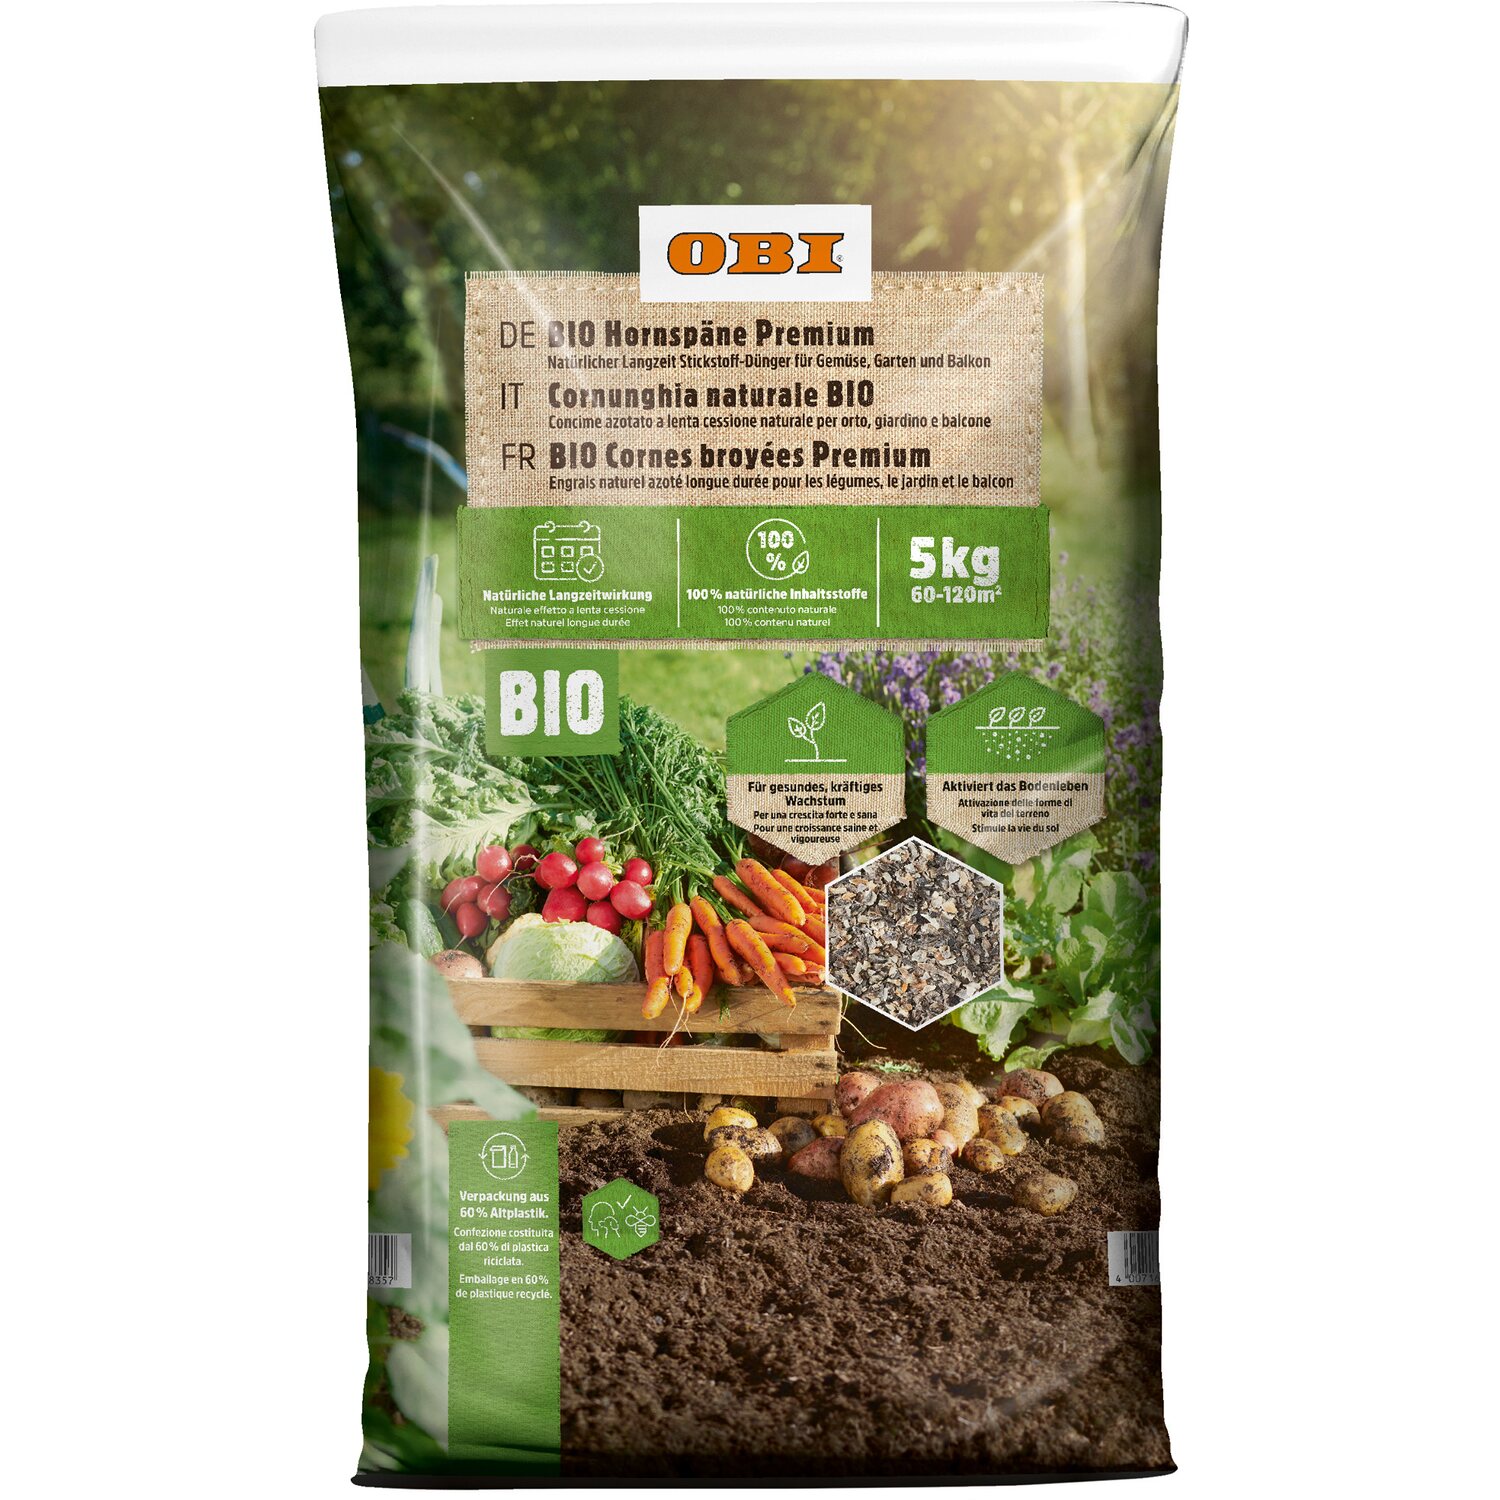 OBI
DE BIO Hornspäne Premium
Natürlicher Langzeit Stickstoff-Dünger für Gemüse, Garten und Balkon
IT Cornunghia naturale BIO
Concime azotato a lenta cessione naturale per orto, giardino e balcone
FR BIO Cornes broyées Premium
Engrais naturel azoté longue durée pour les légumes, le jardin et le balcon
Natürliche Langzeitwirkung
Naturale effetto a lenta cessione
Effet naturel longue durée
100
%
100% natürliche Inhaltsstoffe
100% contenuto naturale
100% contenu naturel
5kg
60-120m²
BIO
Für gesundes, kräftiges
Wachstum
Per una crescita forte e sana
Pour une croissance saine et
vigoureuse
Aktiviert das Bodenleben
Attivazione delle forme di
vita del terreno
Stimule la vie du sol
Verpackung aus
60% Altplastik.
Confezione costituita
dal 60% di plastica
riciclata.
Emballage en 60%
de plastique recyclé.
8357
4 00716